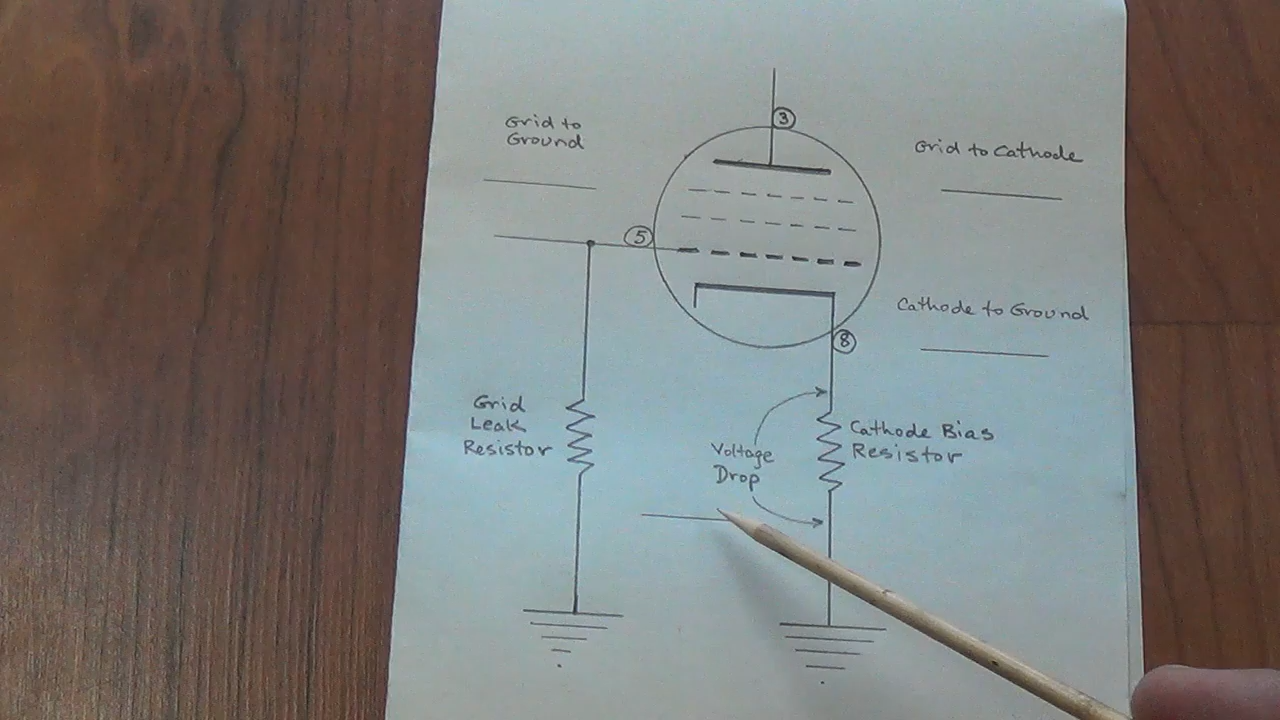 Grid to
Ground
3
Grid to Cathode
5
Cathode to Ground
8
Grid
Leak
Resistor
Voltage
Drop
Cathode Bias
Resistor